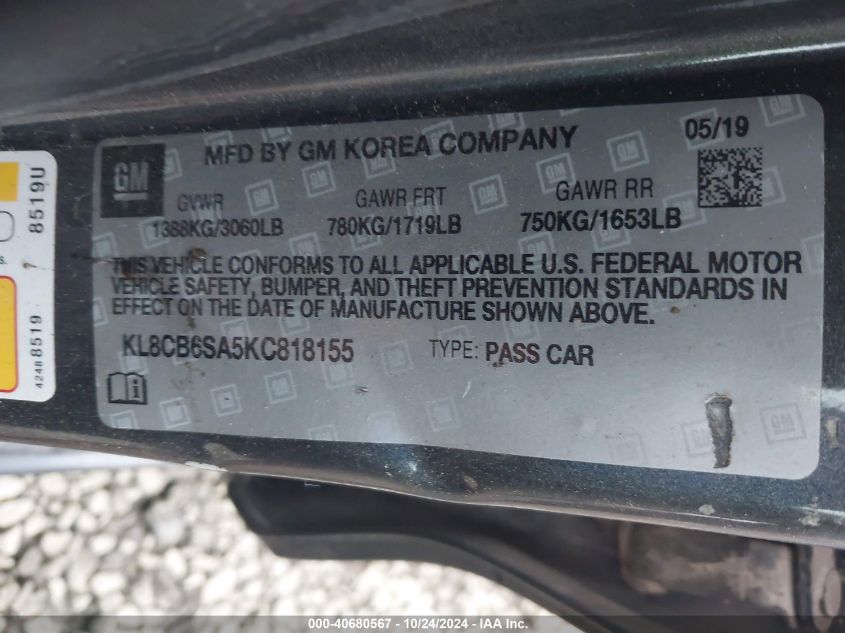 GM
MFD BY GM KOREA COMPANY
05/19
GVWR
GAWR FRT
GAWR RR
1388KG/3060LB
780KG/1719LB
750KG/1653LB
THIS VEHICLE CONFORMS TO ALL APPLICABLE U.S. FEDERAL MOTOR
VEHICLE SAFETY, BUMPER, AND THEFT PREVENTION STANDARDS IN
EFFECT ON THE DATE OF MANUFACTURE SHOWN ABOVE.
KL8CB6SA5KC818155
TYPE: PASS CAR
8519U
42488519
000-40680567 - 10/24/2024 - IAA Inc.